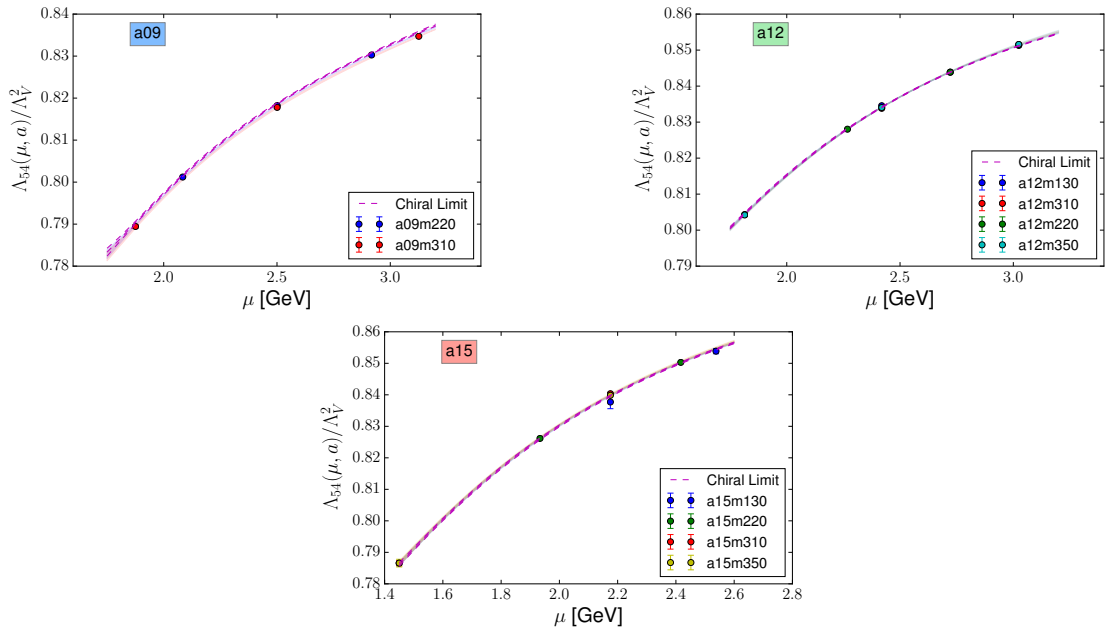 0.84
0.83
0.82
0.81
0.80
0.79
0.78
2.0 2.5 3.0
μ [GeV]
Λ₅₄(μ, a)/Λ²_V
a09
Chiral Limit
a09m220
a09m310
0.86
0.85
0.84
0.83
0.82
0.81
0.80
0.79
2.0 2.5 3.0
μ [GeV]
Λ₅₄(μ, a)/Λ²_V
a12
Chiral Limit
a12m130
a12m310
a12m220
a12m350
0.86
0.85
0.84
0.83
0.82
0.81
0.80
0.79
0.78
1.4 1.6 1.8 2.0 2.2 2.4 2.6 2.8
μ [GeV]
Λ₅₄(μ, a)/Λ²_V
a15
Chiral Limit
a15m130
a15m220
a15m310
a15m350